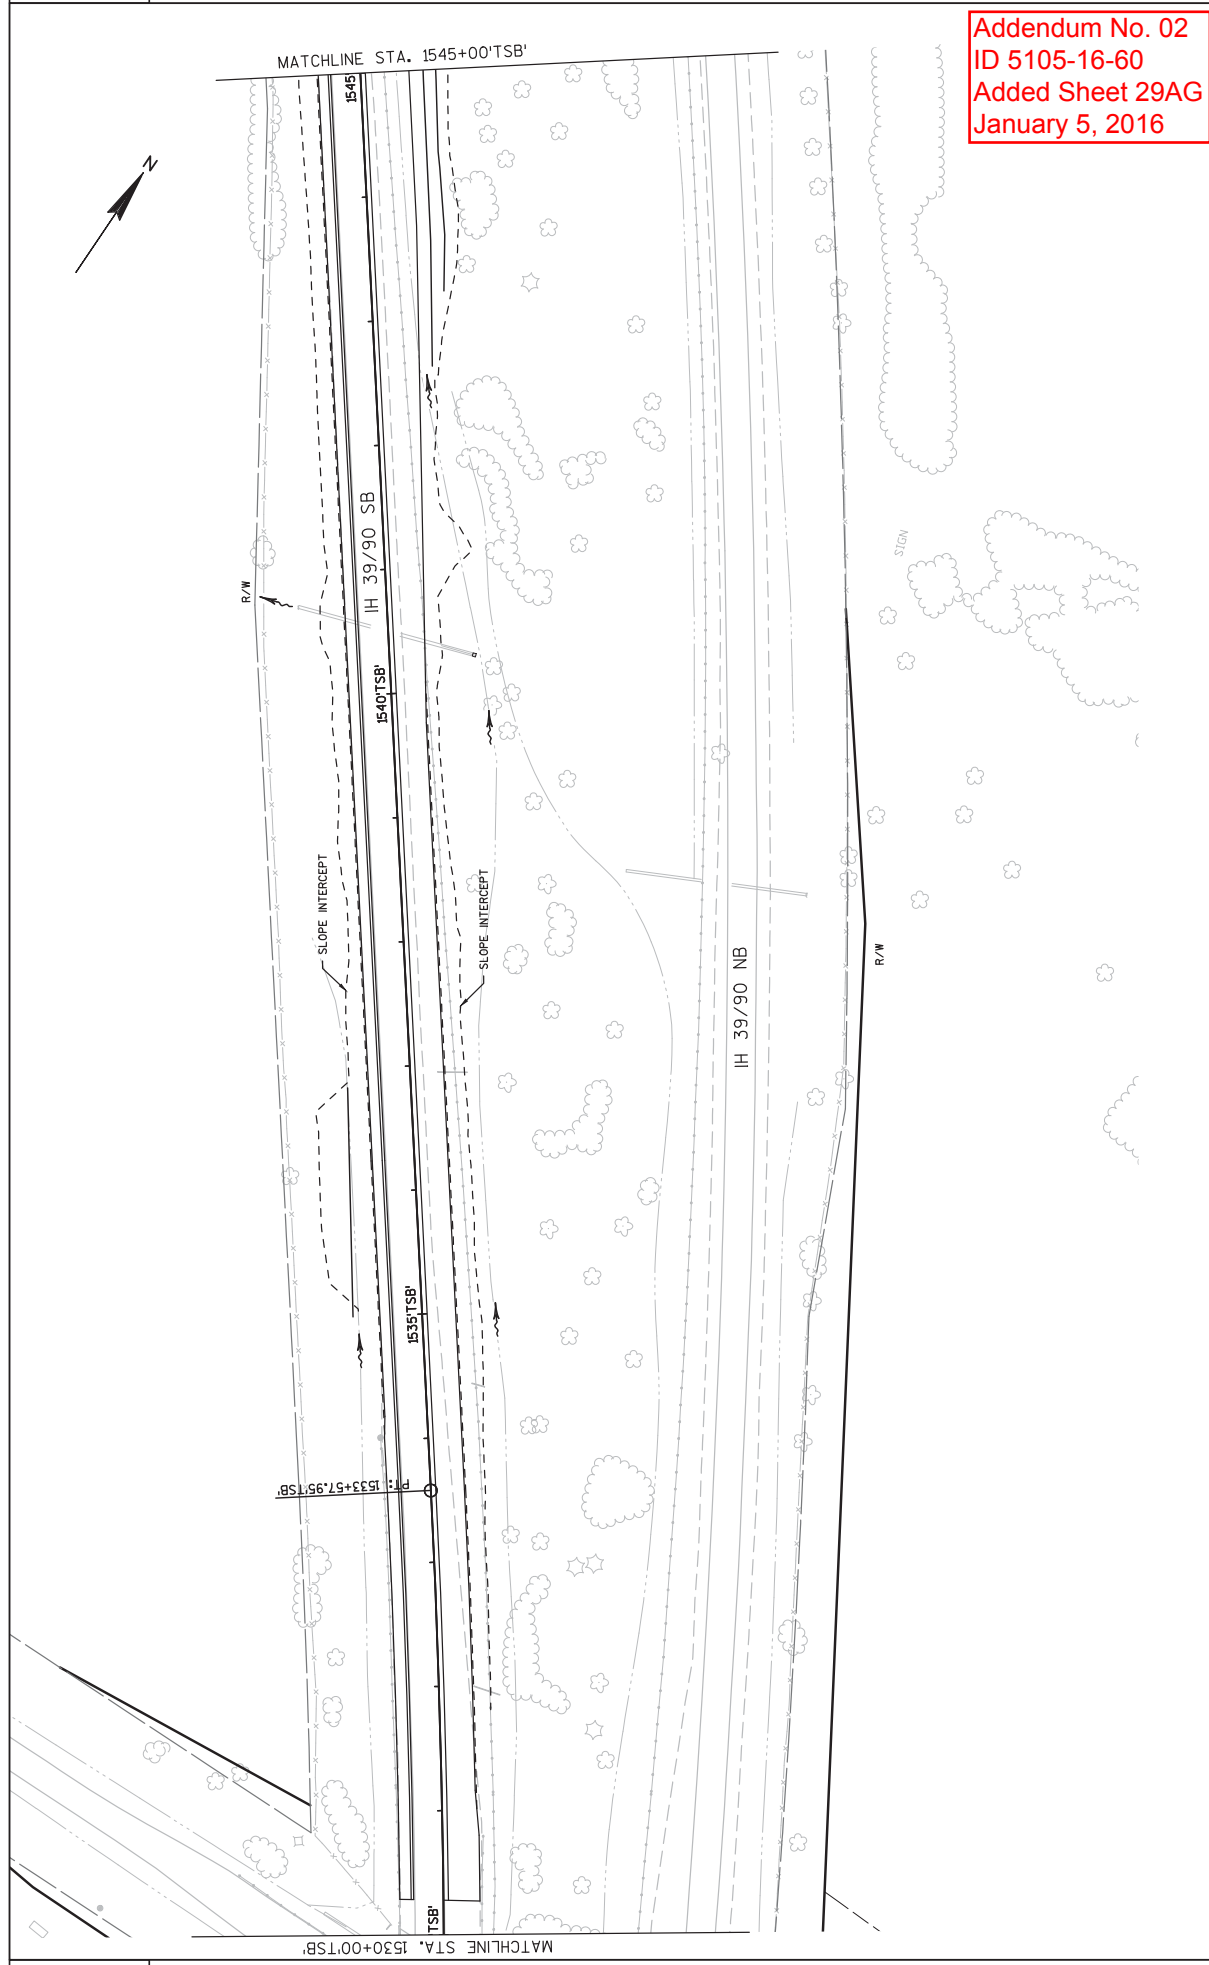 Addendum No. 02
ID 5105-16-60
Added Sheet 29AG
January 5, 2016
MATCHLINE STA. 1545+00'TSB'
1545
N
IH 39/90 SB
SIGN
R/W
1540'TSB'
SLOPE INTERCEPT
SLOPE INTERCEPT
IH 39/90 NB
R/W
1535'TSB'
PT: 1533+57.95'TSB'
TSB'
MATCHLINE STA. 1530+00'TSB'